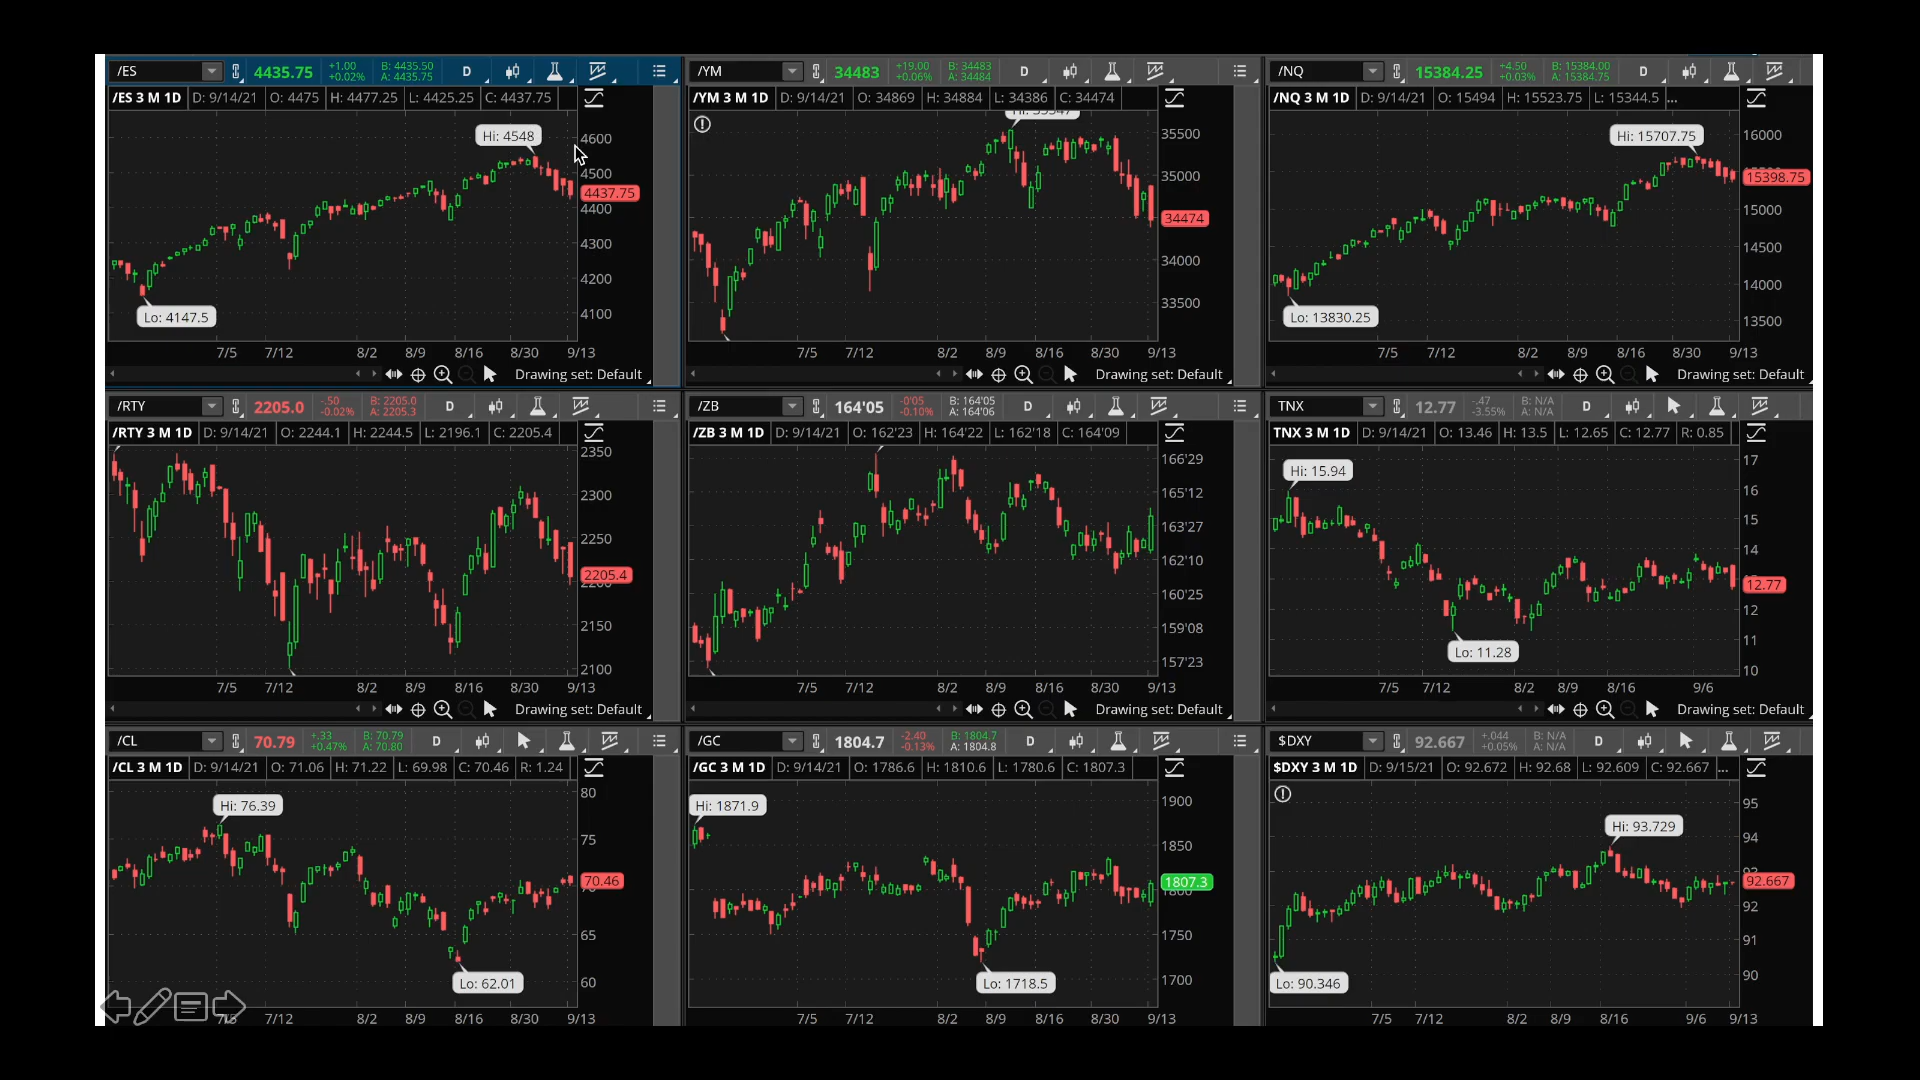 /ES 4435.75 +1.00 +0.02% B: 4435.50 A: 4435.75 D
/ES 3 M 1D D: 9/14/21 O: 4475 H: 4477.25 L: 4425.25 C: 4437.75
Hi: 4548
4600
4500
4437.75
4400
4300
4200
4100
Lo: 4147.5
7/5 7/12 8/2 8/9 8/16 8/30 9/13
Drawing set: Default
/YM 34483 +19.00 +0.06% B: 34483 A: 34484 D
/YM 3 M 1D D: 9/14/21 O: 34869 H: 34884 L: 34386 C: 34474
35500
35000
34474
34000
33500
7/5 7/12 8/2 8/9 8/16 8/30 9/13
Drawing set: Default
/NQ 15384.25 +4.50 +0.03% B: 15384.00 A: 15384.75 D
/NQ 3 M 1D D: 9/14/21 O: 15494 H: 15523.75 L: 15344.5 ...
Hi: 15707.75
16000
15398.75
15000
14500
14000
13500
Lo: 13830.25
7/5 7/12 8/2 8/9 8/16 8/30 9/13
Drawing set: Default
/RTY 2205.0 -.50 -0.02% B: 2205.0 A: 2205.3 D
/RTY 3 M 1D D: 9/14/21 O: 2244.1 H: 2244.5 L: 2196.1 C: 2205.4
2350
2300
2250
2205.4
2150
2100
7/5 7/12 8/2 8/9 8/16 8/30 9/13
Drawing set: Default
/ZB 164'05 -0'05 -0.10% B: 164'05 A: 164'06 D
/ZB 3 M 1D D: 9/14/21 O: 162'23 H: 164'22 L: 162'18 C: 164'09
166'29
165'12
163'27
162'10
160'25
159'08
157'23
7/5 7/12 8/2 8/9 8/16 8/30 9/13
Drawing set: Default
TNX 12.77 -.47 -3.55% B: N/A A: N/A D
TNX 3 M 1D D: 9/14/21 O: 13.46 H: 13.5 L: 12.65 C: 12.77 R: 0.85
Hi: 15.94
17
16
15
14
12.77
12
11
10
Lo: 11.28
7/5 7/12 8/2 8/9 8/16 9/6
Drawing set: Default
/CL 70.79 +.33 +0.47% B: 70.79 A: 70.80 D
/CL 3 M 1D D: 9/14/21 O: 71.06 H: 71.22 L: 69.98 C: 70.46 R: 1.24
Hi: 76.39
80
75
70.46
65
60
Lo: 62.01
7/5 7/12 8/2 8/9 8/16 8/30 9/13
/GC 1804.7 -2.40 -0.13% B: 1804.7 A: 1804.8 D
/GC 3 M 1D D: 9/14/21 O: 1786.6 H: 1810.6 L: 1780.6 C: 1807.3
Hi: 1871.9
1900
1850
1807.3
1800
1750
1700
Lo: 1718.5
7/5 7/12 8/2 8/9 8/16 8/30 9/13
$DXY 92.667 +.044 +0.05% B: N/A A: N/A D
$DXY 3 M 1D D: 9/15/21 O: 92.672 H: 92.68 L: 92.609 C: 92.667 ...
Hi: 93.729
95
94
92.667
92
91
90
Lo: 90.346
7/5 7/12 8/2 8/9 8/16 9/6 9/13